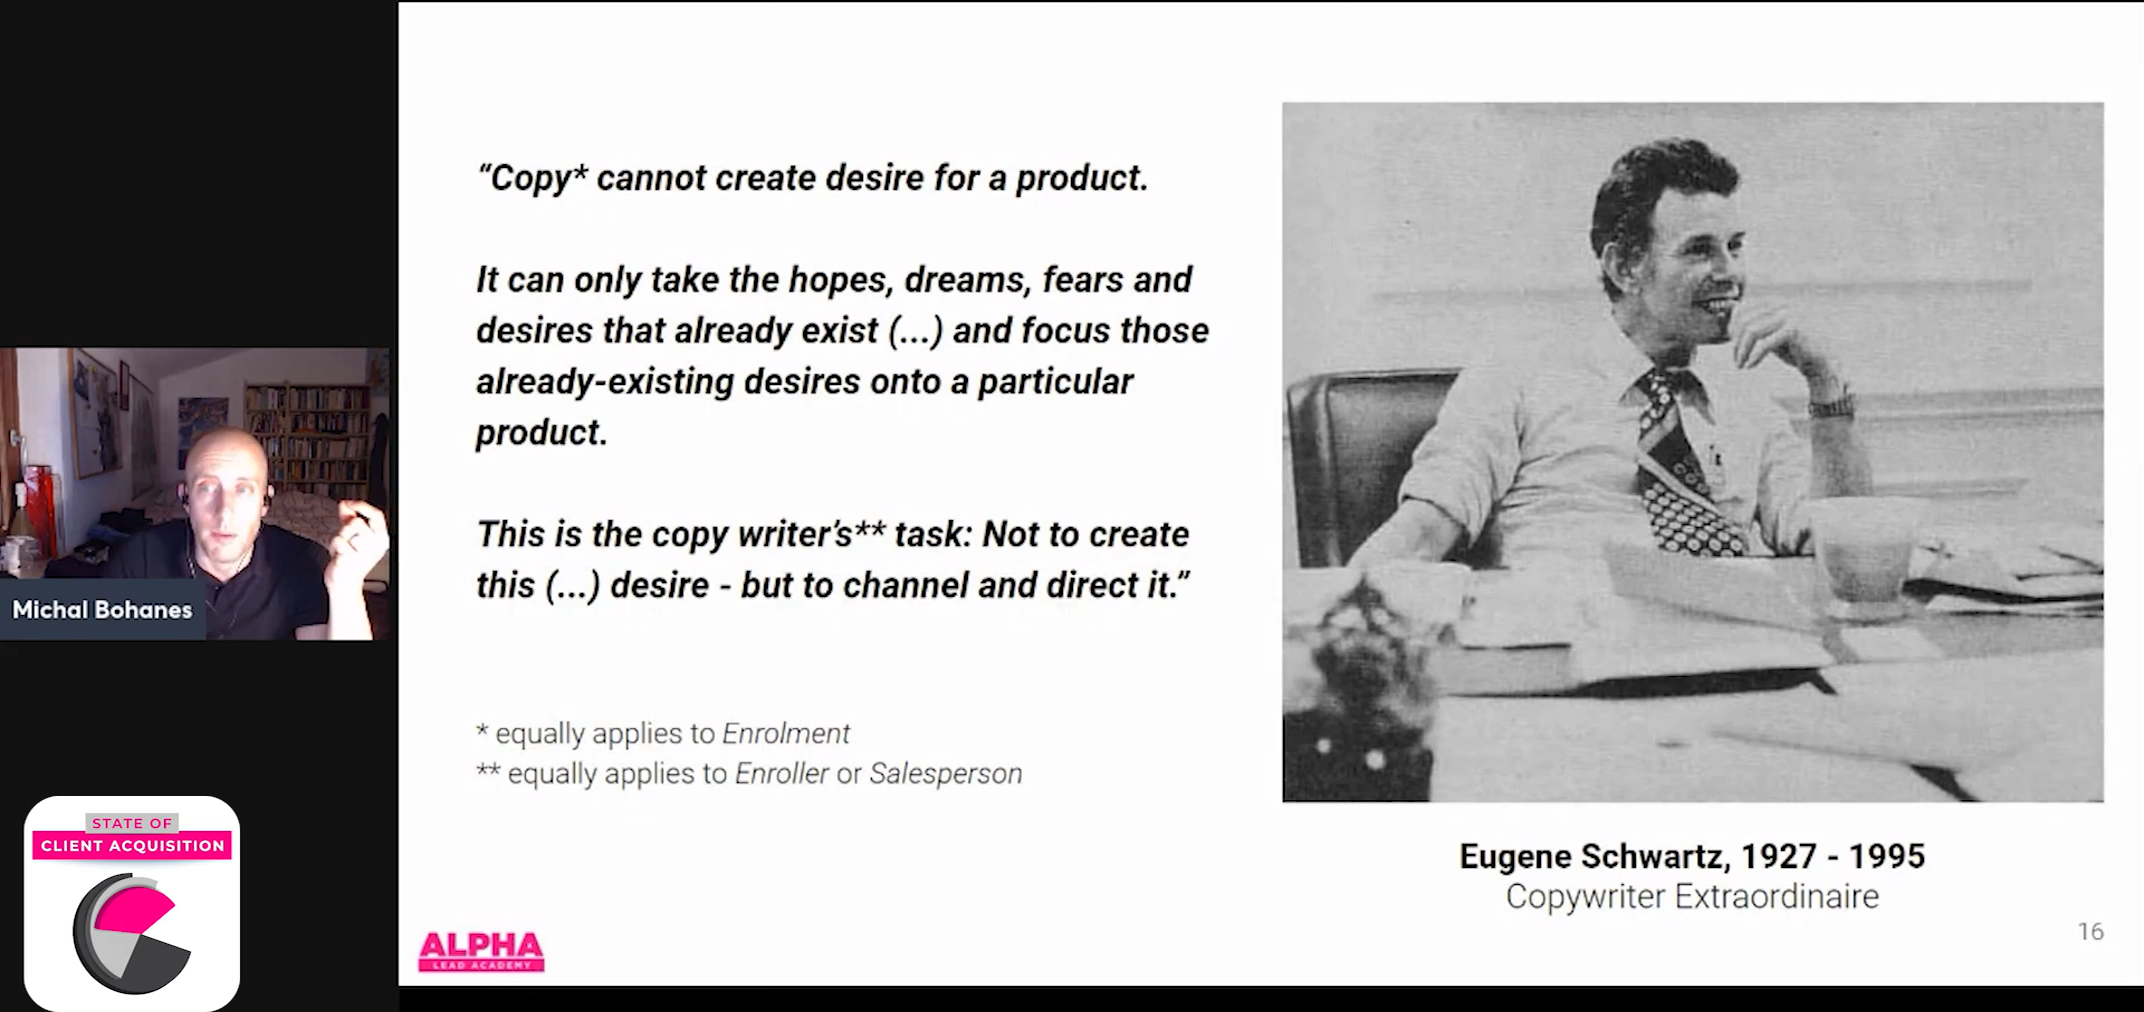 “Copy* cannot create desire for a product.
It can only take the hopes, dreams, fears and
desires that already exist (...) and focus those
already-existing desires onto a particular
product.
This is the copy writer’s** task: Not to create
this (...) desire - but to channel and direct it.”
* equally applies to Enrolment
** equally applies to Enroller or Salesperson
Eugene Schwartz, 1927 - 1995
Copywriter Extraordinaire
16
ALPHA
LEAD ACADEMY
Michal Bohanes
STATE OF
CLIENT ACQUISITION